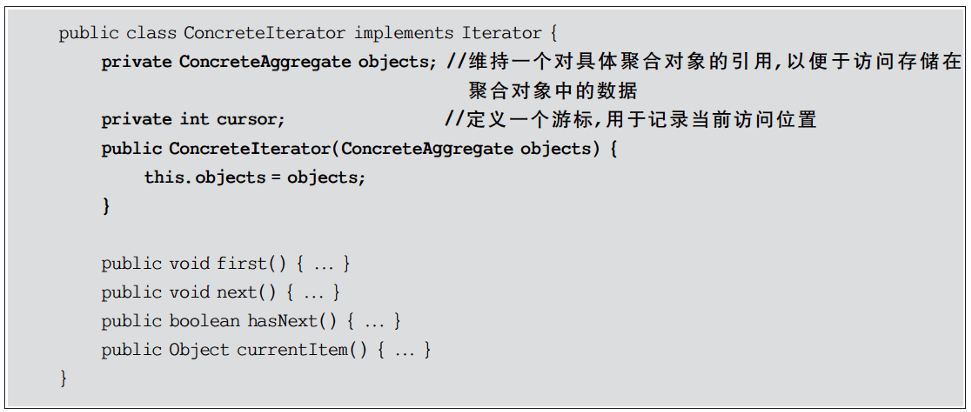 public class ConcreteIterator implements Iterator {
private ConcreteAggregate objects; //维持一个对具体聚合对象的引用,以便于访问存储在
聚合对象中的数据
private int cursor; //定义一个游标,用于记录当前访问位置
public ConcreteIterator(ConcreteAggregate objects) {
this.objects = objects;
}
public void first() { … }
public void next() { … }
public boolean hasNext() { … }
public Object currentItem() { … }
}